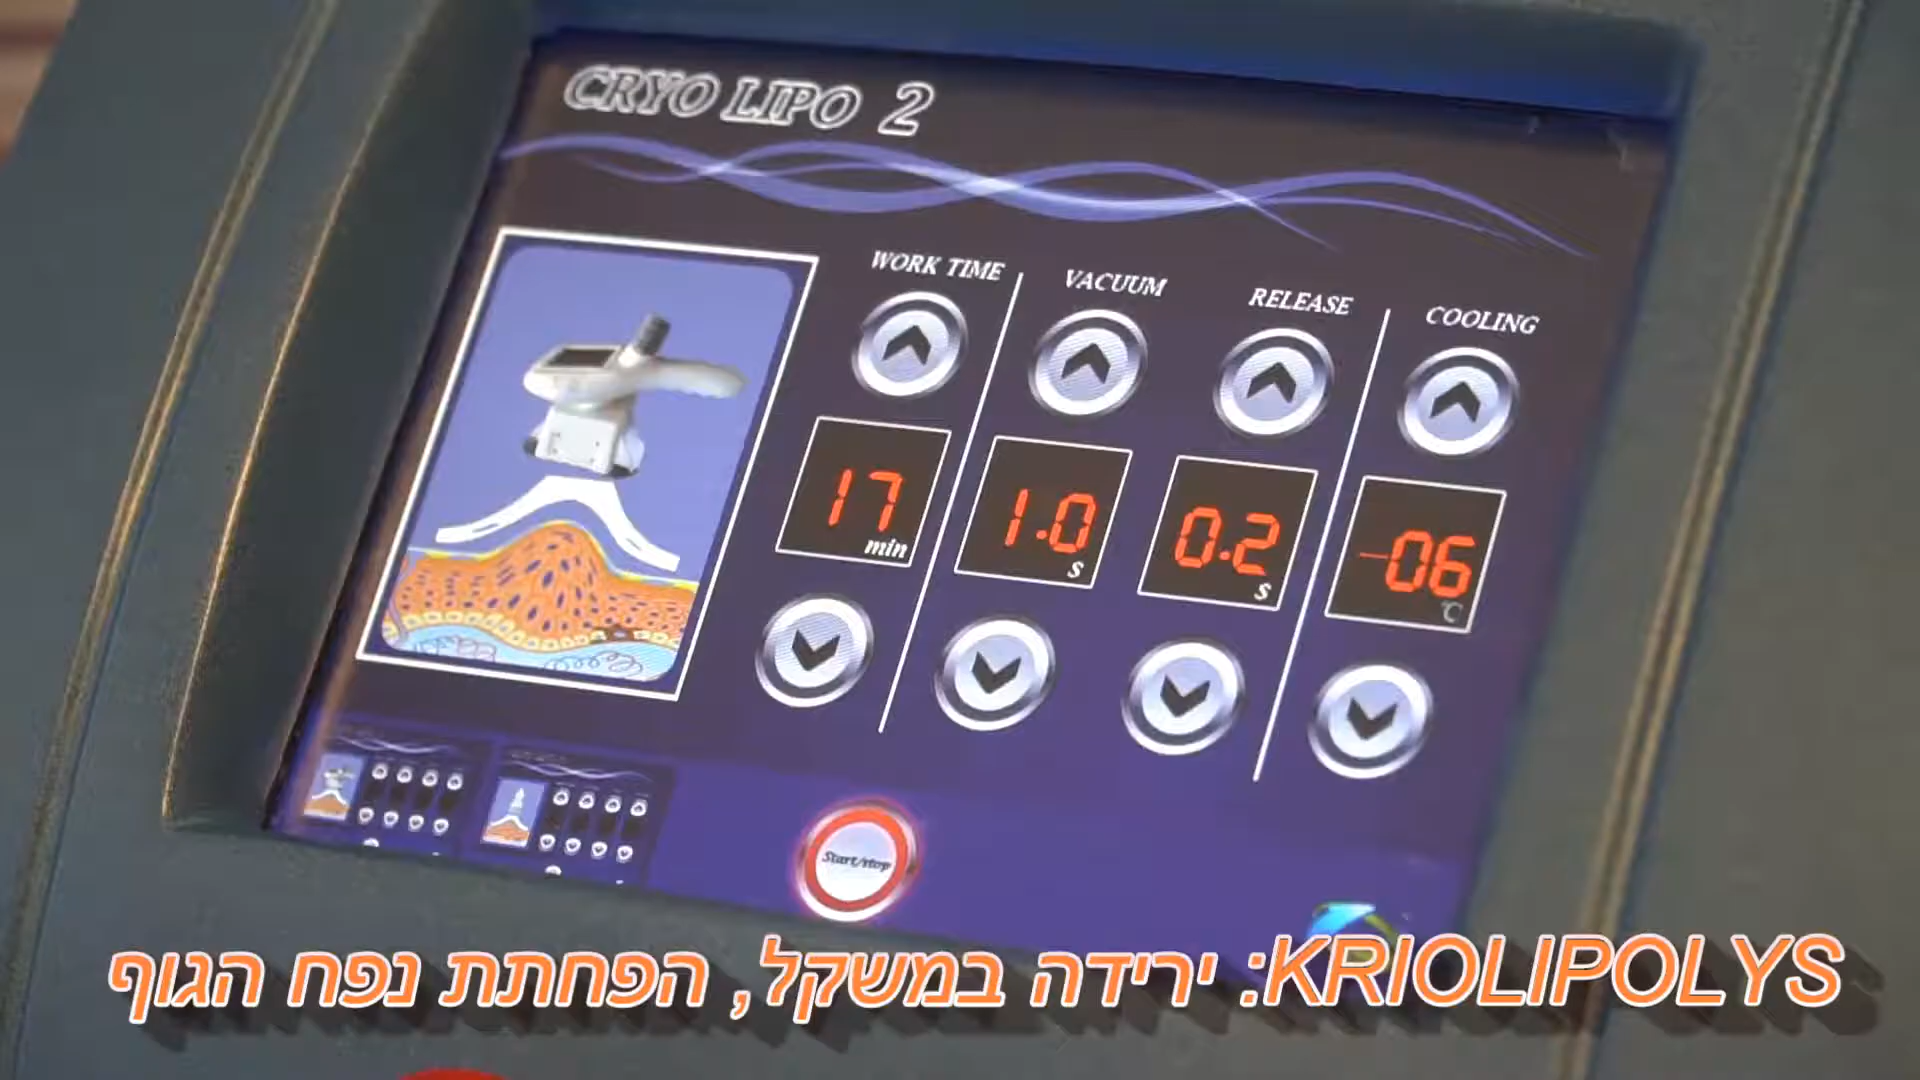 CRYO LIPO 2
WORK TIME
VACUUM
RELEASE
COOLING
17
min
1.0
s
0.2
s
-06
°C
Start/stop
KRIOLIPOLYS: ירידה במשקל, הפחתת נפח הגוף